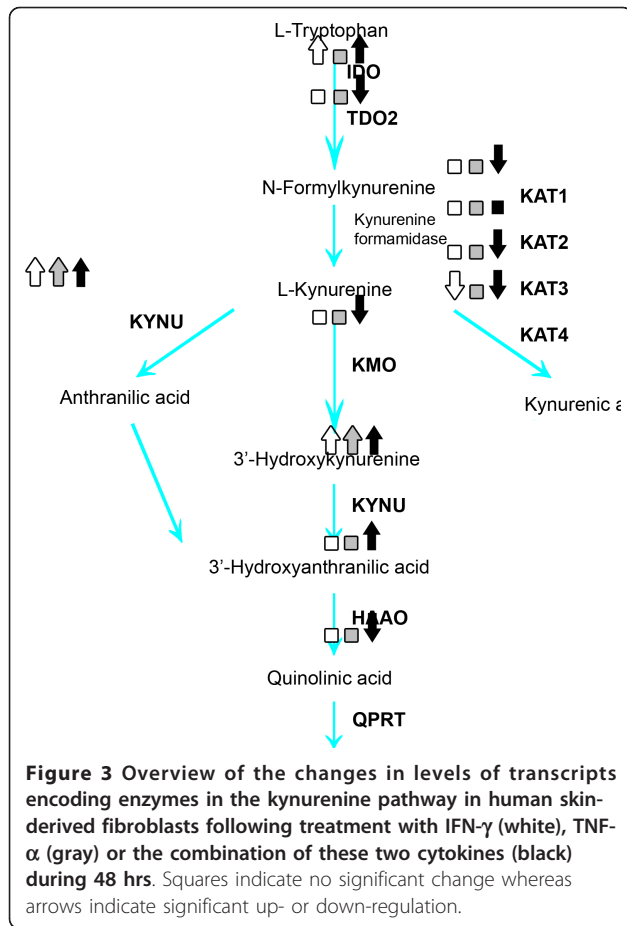 L-Tryptophan
IDO
TDO2
N-Formylkynurenine
KAT1
Kynurenine
formamidase
KAT2
L-Kynurenine
KAT3
KYNU
KAT4
KMO
Anthranilic acid
Kynurenic a
3'-Hydroxykynurenine
KYNU
3'-Hydroxyanthranilic acid
HAAO
Quinolinic acid
QPRT
Figure 3 Overview of the changes in levels of transcripts
encoding enzymes in the kynurenine pathway in human skin-
derived fibroblasts following treatment with IFN-γ (white), TNF-
α (gray) or the combination of these two cytokines (black)
during 48 hrs. Squares indicate no significant change whereas
arrows indicate significant up- or down-regulation.